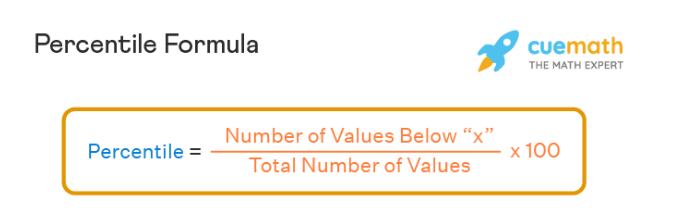 Percentile Formula
cuemath
THE MATH EXPERT
Percentile = Number of Values Below “x”
Total Number of Values
x 100